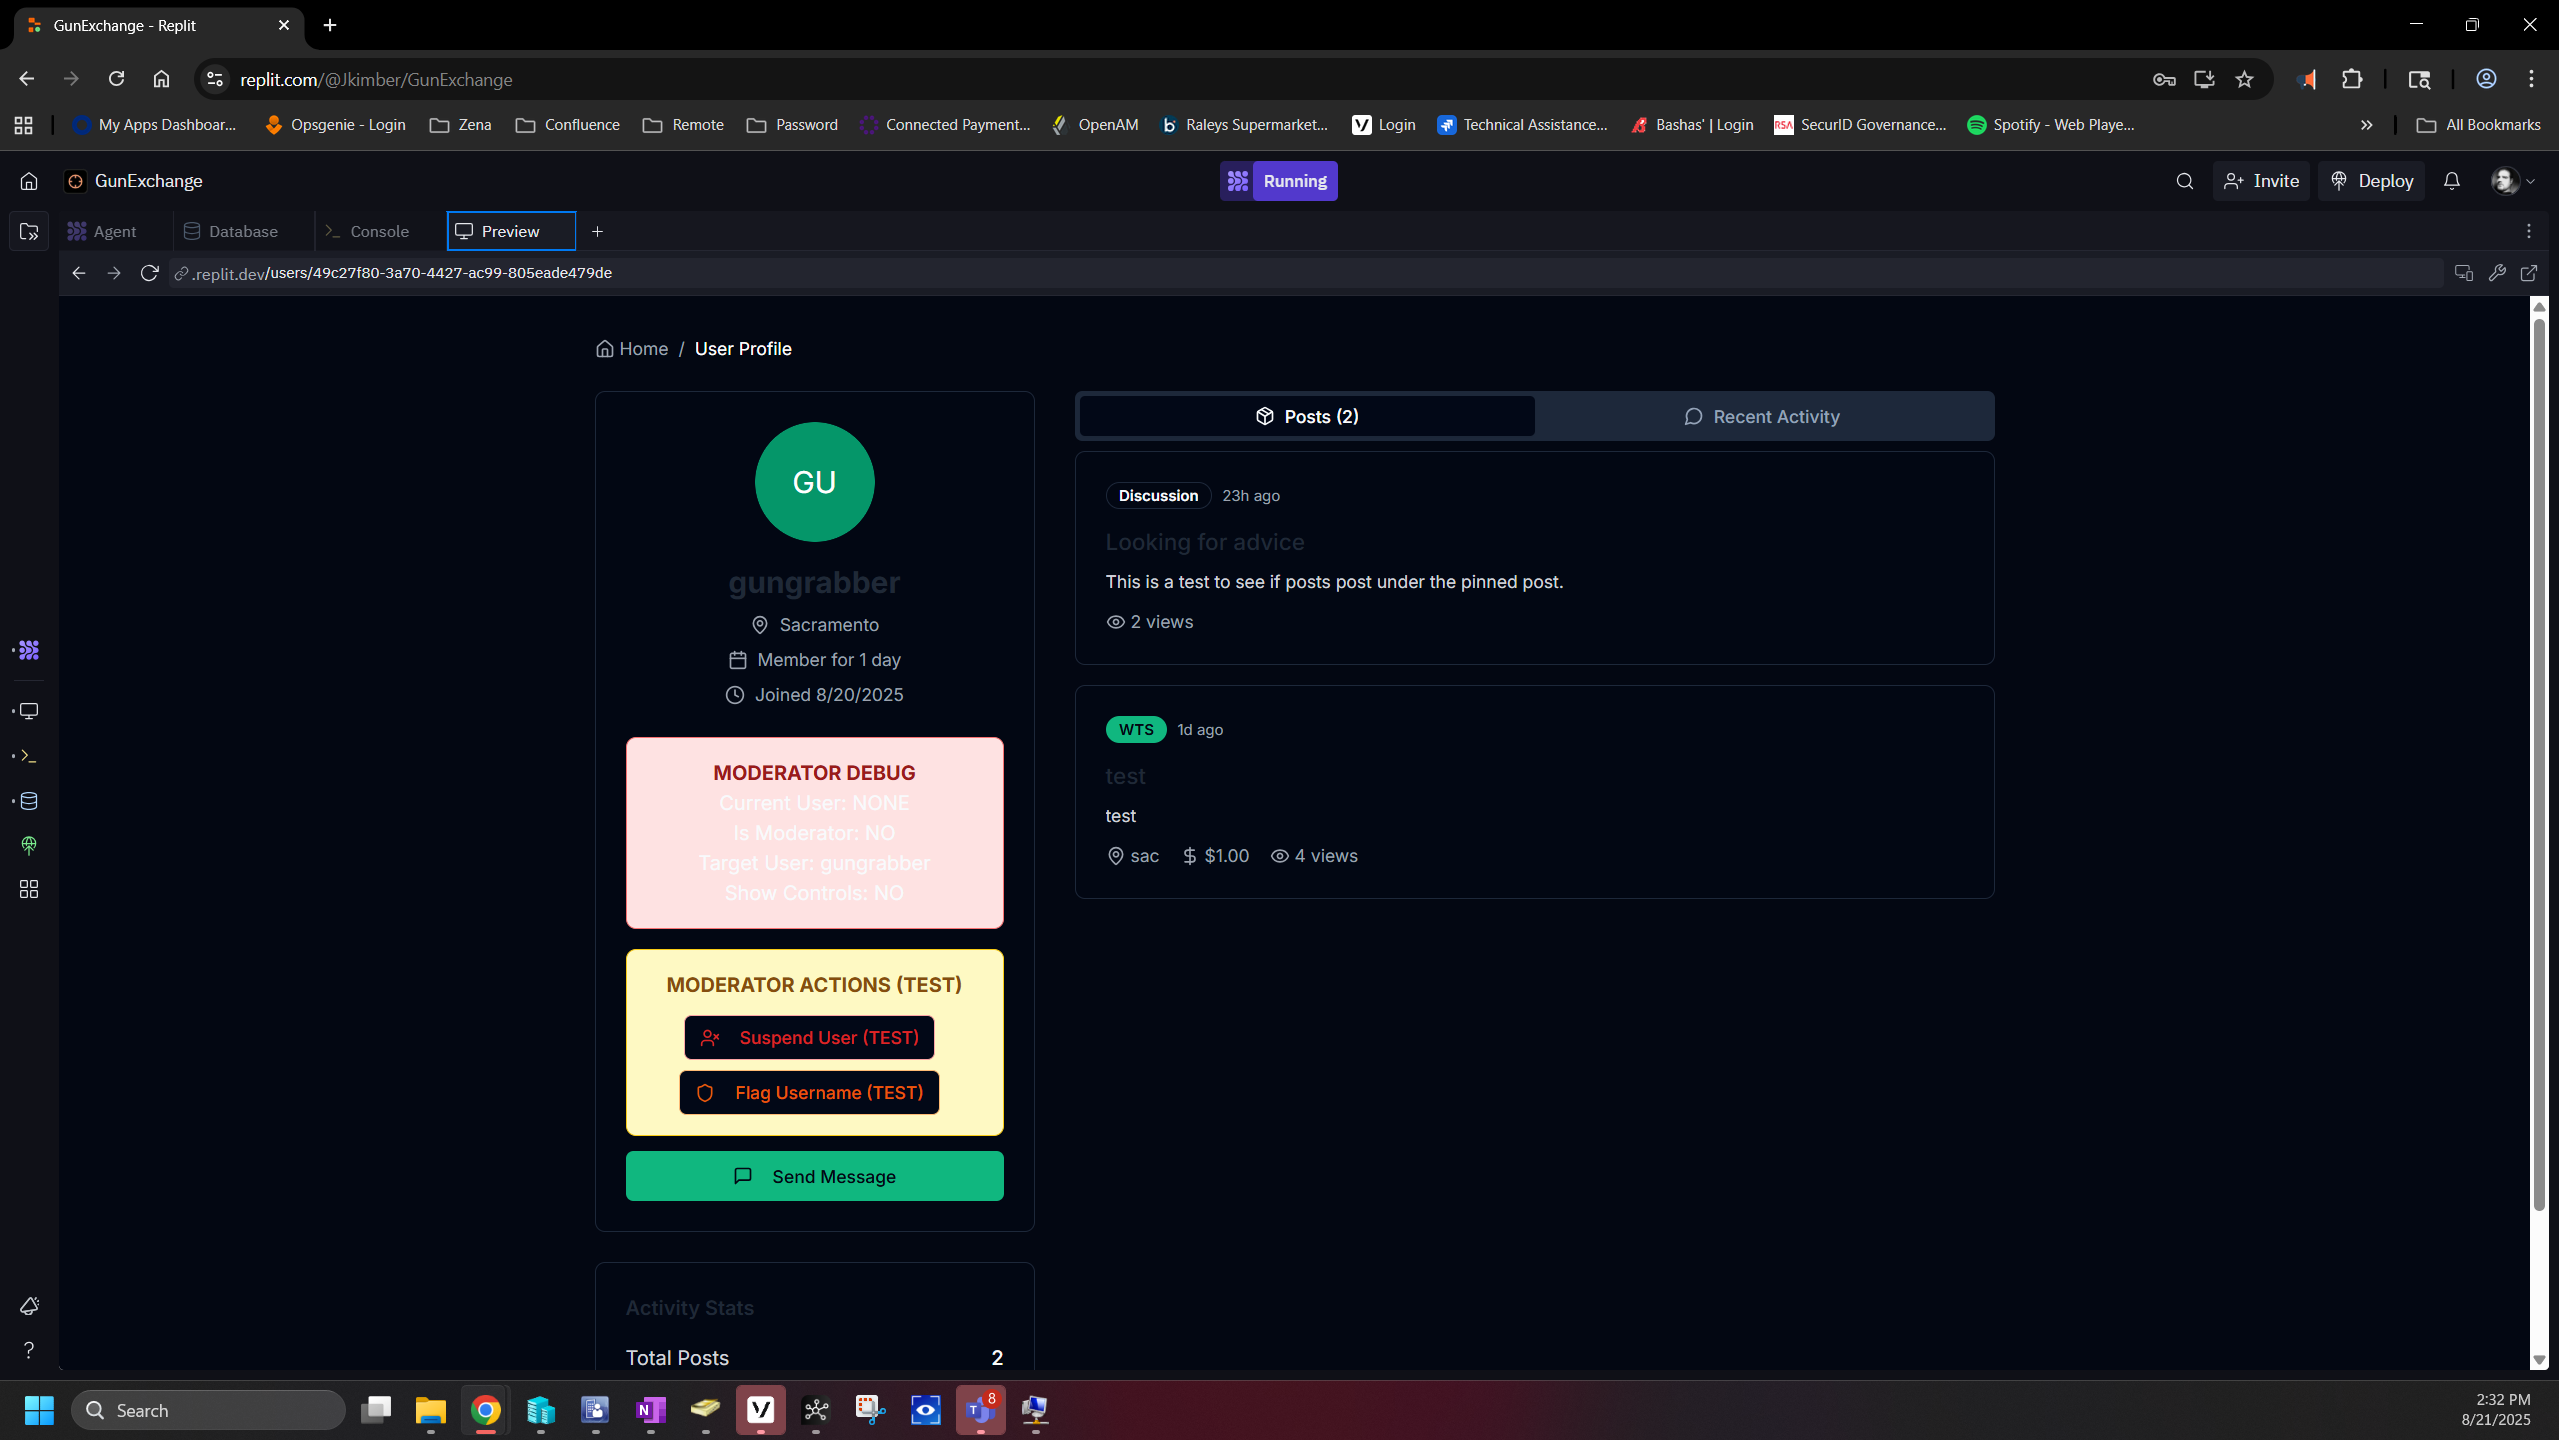 GunExchange - Replit
replit.com/@Jkimber/GunExchange
My Apps Dashboar...
Opsgenie - Login
Zena
Confluence
Remote
Password
Connected Payment...
OpenAM
Raleys Supermarket...
Login
Technical Assistance...
Bashas' | Login
RSA
SecurID Governance...
Spotify - Web Playe...
All Bookmarks
GunExchange
Running
Invite
Deploy
Agent
Database
Console
Preview
.replit.dev/users/49c27f80-3a70-4427-ac99-805eade479de
Home / User Profile
GU
gungrabber
Sacramento
Member for 1 day
Joined 8/20/2025
MODERATOR DEBUG
Current User: NONE
Is Moderator: NO
Target User: gungrabber
Show Controls: NO
MODERATOR ACTIONS (TEST)
Suspend User (TEST)
Flag Username (TEST)
Send Message
Activity Stats
Total Posts 2
Posts (2)
Recent Activity
Discussion 23h ago
Looking for advice
This is a test to see if posts post under the pinned post.
2 views
WTS 1d ago
test
test
sac $1.00 4 views
Search
8
2:32 PM
8/21/2025